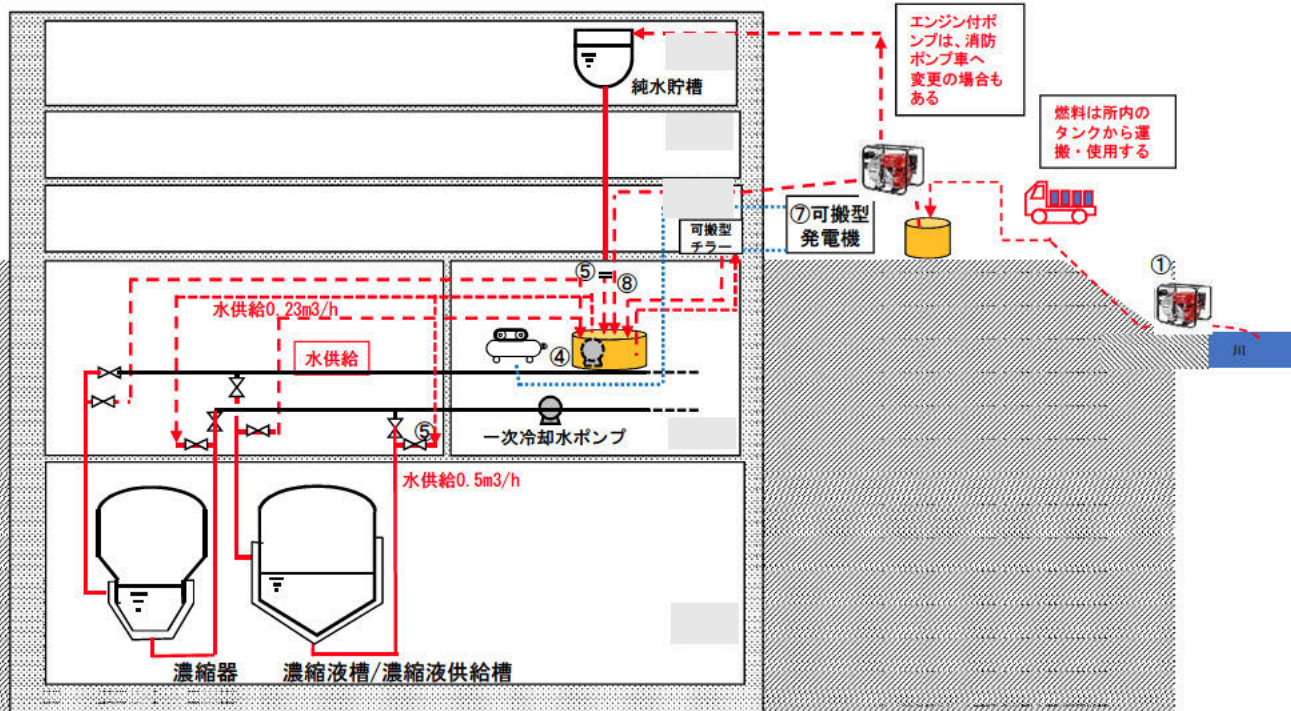 エンジン付ポ
ンプは、消防
ポンプ車へ
変更の場合も
ある
純水貯槽
燃料は所内の
タンクから運
搬・使用する
⑦可搬型
発電機
可搬型
チラー
①
⑤
⑧
水供給0.23m3/h
水供給
④
川
⑤
一次冷却水ポンプ
水供給0.5m3/h
濃縮器
濃縮液槽/濃縮液供給槽